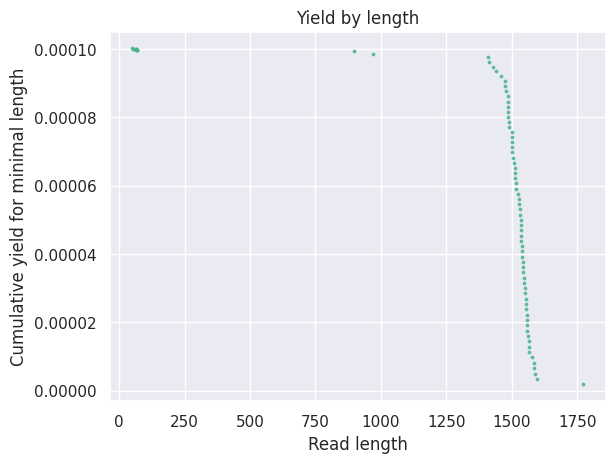 Yield by length
Cumulative yield for minimal length
0.00010
0.00008
0.00006
0.00004
0.00002
0.00000
0 250 500 750 1000 1250 1500 1750
Read length